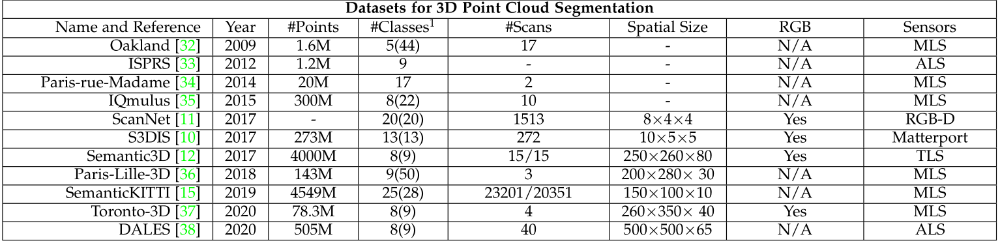 Datasets for 3D Point Cloud Segmentation
Name and Reference Year #Points #Classes¹ #Scans Spatial Size RGB Sensors
Oakland [32] 2009 1.6M 5(44) 17 - N/A MLS
ISPRS [33] 2012 1.2M 9 - - N/A ALS
Paris-rue-Madame [34] 2014 20M 17 2 - N/A MLS
IQmulus [35] 2015 300M 8(22) 10 - N/A MLS
ScanNet [11] 2017 - 20(20) 1513 8×4×4 Yes RGB-D
S3DIS [10] 2017 273M 13(13) 272 10×5×5 Yes Matterport
Semantic3D [12] 2017 4000M 8(9) 15/15 250×260×80 Yes TLS
Paris-Lille-3D [36] 2018 143M 9(50) 3 200×280× 30 N/A MLS
SemanticKITTI [15] 2019 4549M 25(28) 23201/20351 150×100×10 N/A MLS
Toronto-3D [37] 2020 78.3M 8(9) 4 260×350× 40 Yes MLS
DALES [38] 2020 505M 8(9) 40 500×500×65 N/A ALS